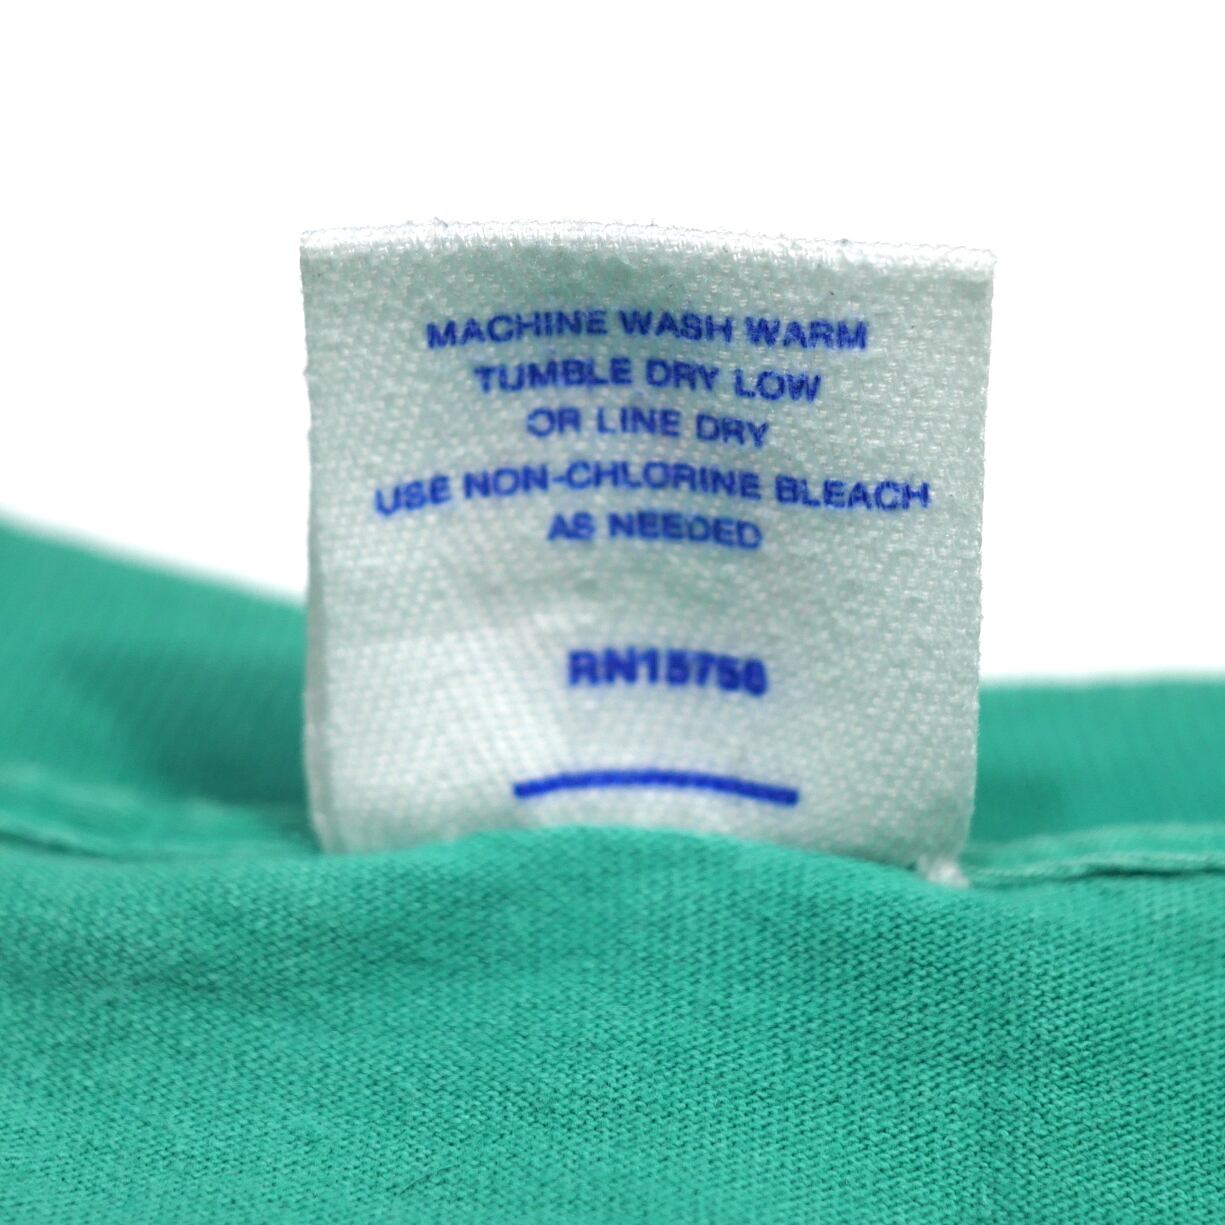 MACHINE WASH WARM
TUMBLE DRY LOW
OR LINE DRY
USE NON-CHLORINE BLEACH
AS NEEDED
RN15756